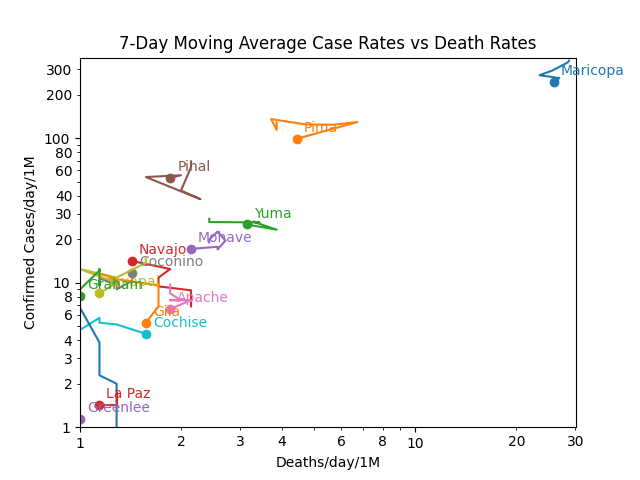 7-Day Moving Average Case Rates vs Death Rates
Confirmed Cases/day/1M
300
200
100
80
60
40
30
20
10
8
6
4
3
2
1
Maricopa
Pima
Pinal
Yuma
Mohave
Navajo
Coconino
Graham
Apache
Gila
Cochise
La Paz
Greenlee
1
2
3
4
6
8
10
20
30
Deaths/day/1M